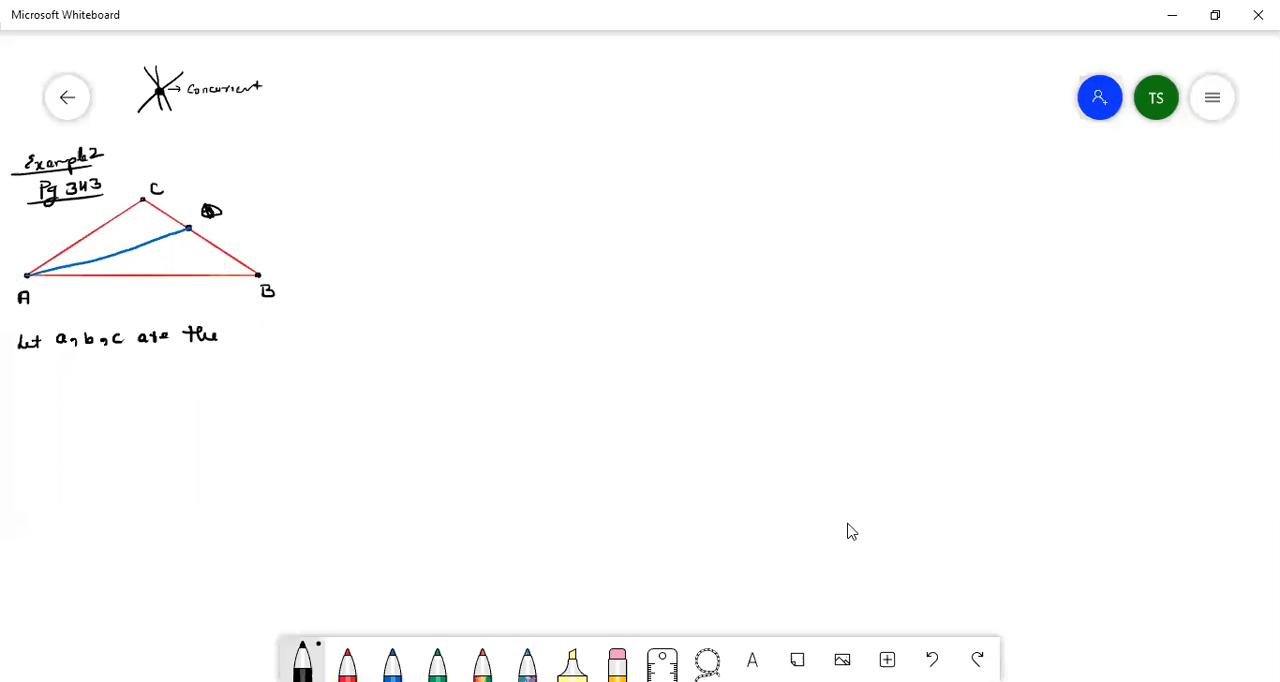 Microsoft Whiteboard
Concurrent
TS
Example 2
Pg 343
C
A
B
Let a, b, c are the
A